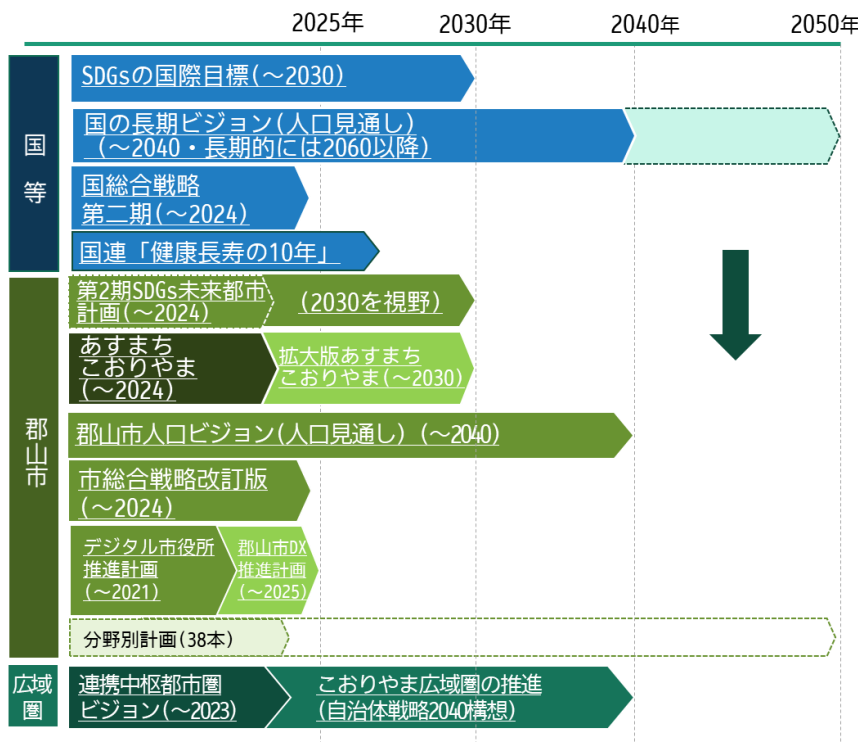 2025年
2030年
2040年
2050年
国等
SDGsの国際目標(～2030)
国の長期ビジョン(人口見通し)
(～2040・長期的には2060以降)
国総合戦略
第二期(～2024)
国連「健康長寿の10年」
郡山市
第2期SDGs未来都市
計画(～2024)
(2030を視野)
あすまち
こおりやま
(～2024)
拡大版あすまち
こおりやま(～2030)
郡山市人口ビジョン(人口見通し) (～2040)
市総合戦略改訂版
(～2024)
デジタル市役所
推進計画
(～2021)
郡山市DX
推進計画
(～2025)
分野別計画(38本)
広域
圏
連携中枢都市圏
ビジョン(～2023)
こおりやま広域圏の推進
(自治体戦略2040構想)